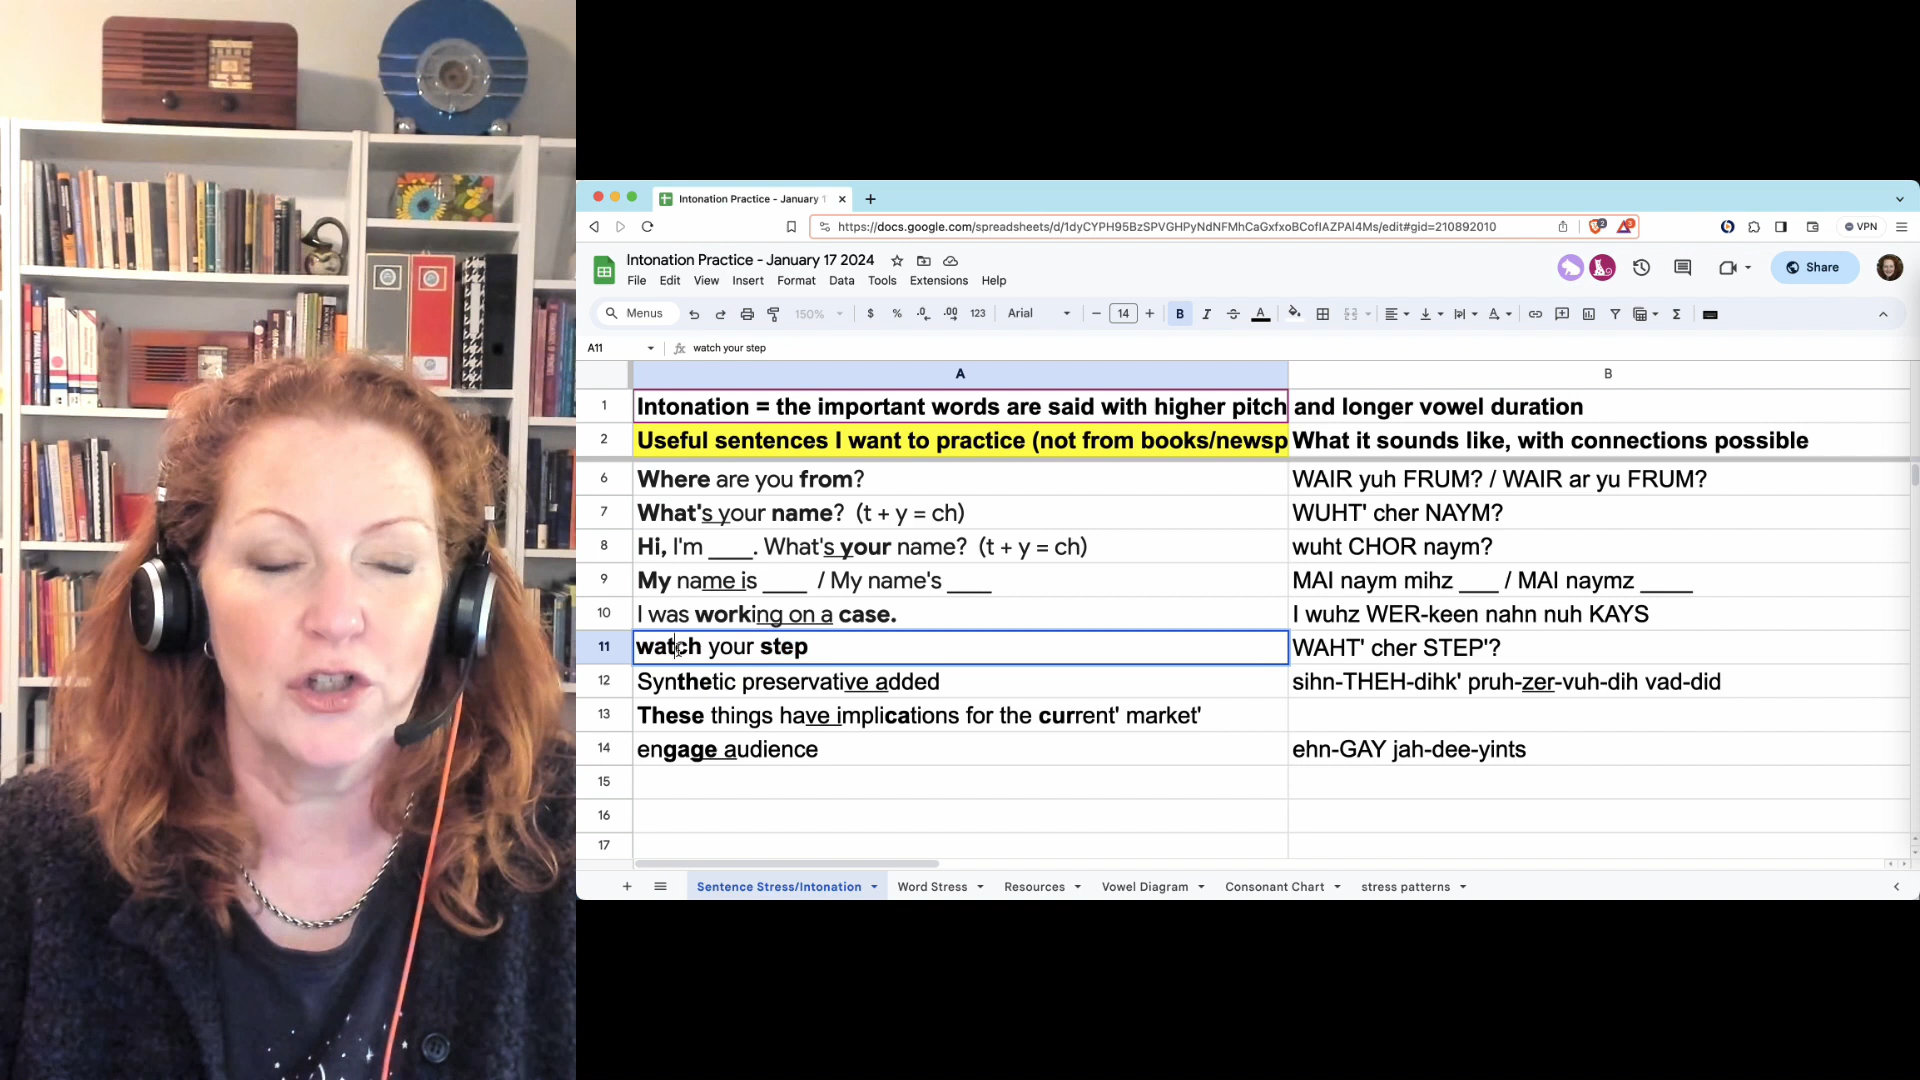 Intonation Practice - January 1
https://docs.google.com/spreadsheets/d/1dyCYPH95BzSPVGHPyNdNFMhCaGxfxoBCofIAZPAl4Ms/edit#gid=210892010
VPN
Intonation Practice - January 17 2024
File Edit View Insert Format Data Tools Extensions Help
Share
Menus 150% $ % .0 .00 123 Arial 14 B I S A
A11 fx watch your step
A B
1 Intonation = the important words are said with higher pitch and longer vowel duration
2 Useful sentences I want to practice (not from books/newsp What it sounds like, with connections possible
6 Where are you from? WAIR yuh FRUM? / WAIR ar yu FRUM?
7 What's your name? (t + y = ch) WUHT' cher NAYM?
8 Hi, I'm ____. What's your name? (t + y = ch) wuht CHOR naym?
9 My name is ____ / My name's ____ MAI naym mihz ___ / MAI naymz ____
10 I was working on a case. I wuhz WER-keen nahn nuh KAYS
11 watch your step WAHT' cher STEP'?
12 Synthetic preservative added sihn-THEH-dihk' pruh-zer-vuh-dih vad-did
13 These things have implications for the current' market'
14 engage audience ehn-GAY jah-dee-yints
15
16
17
Sentence Stress/Intonation Word Stress Resources Vowel Diagram Consonant Chart stress patterns